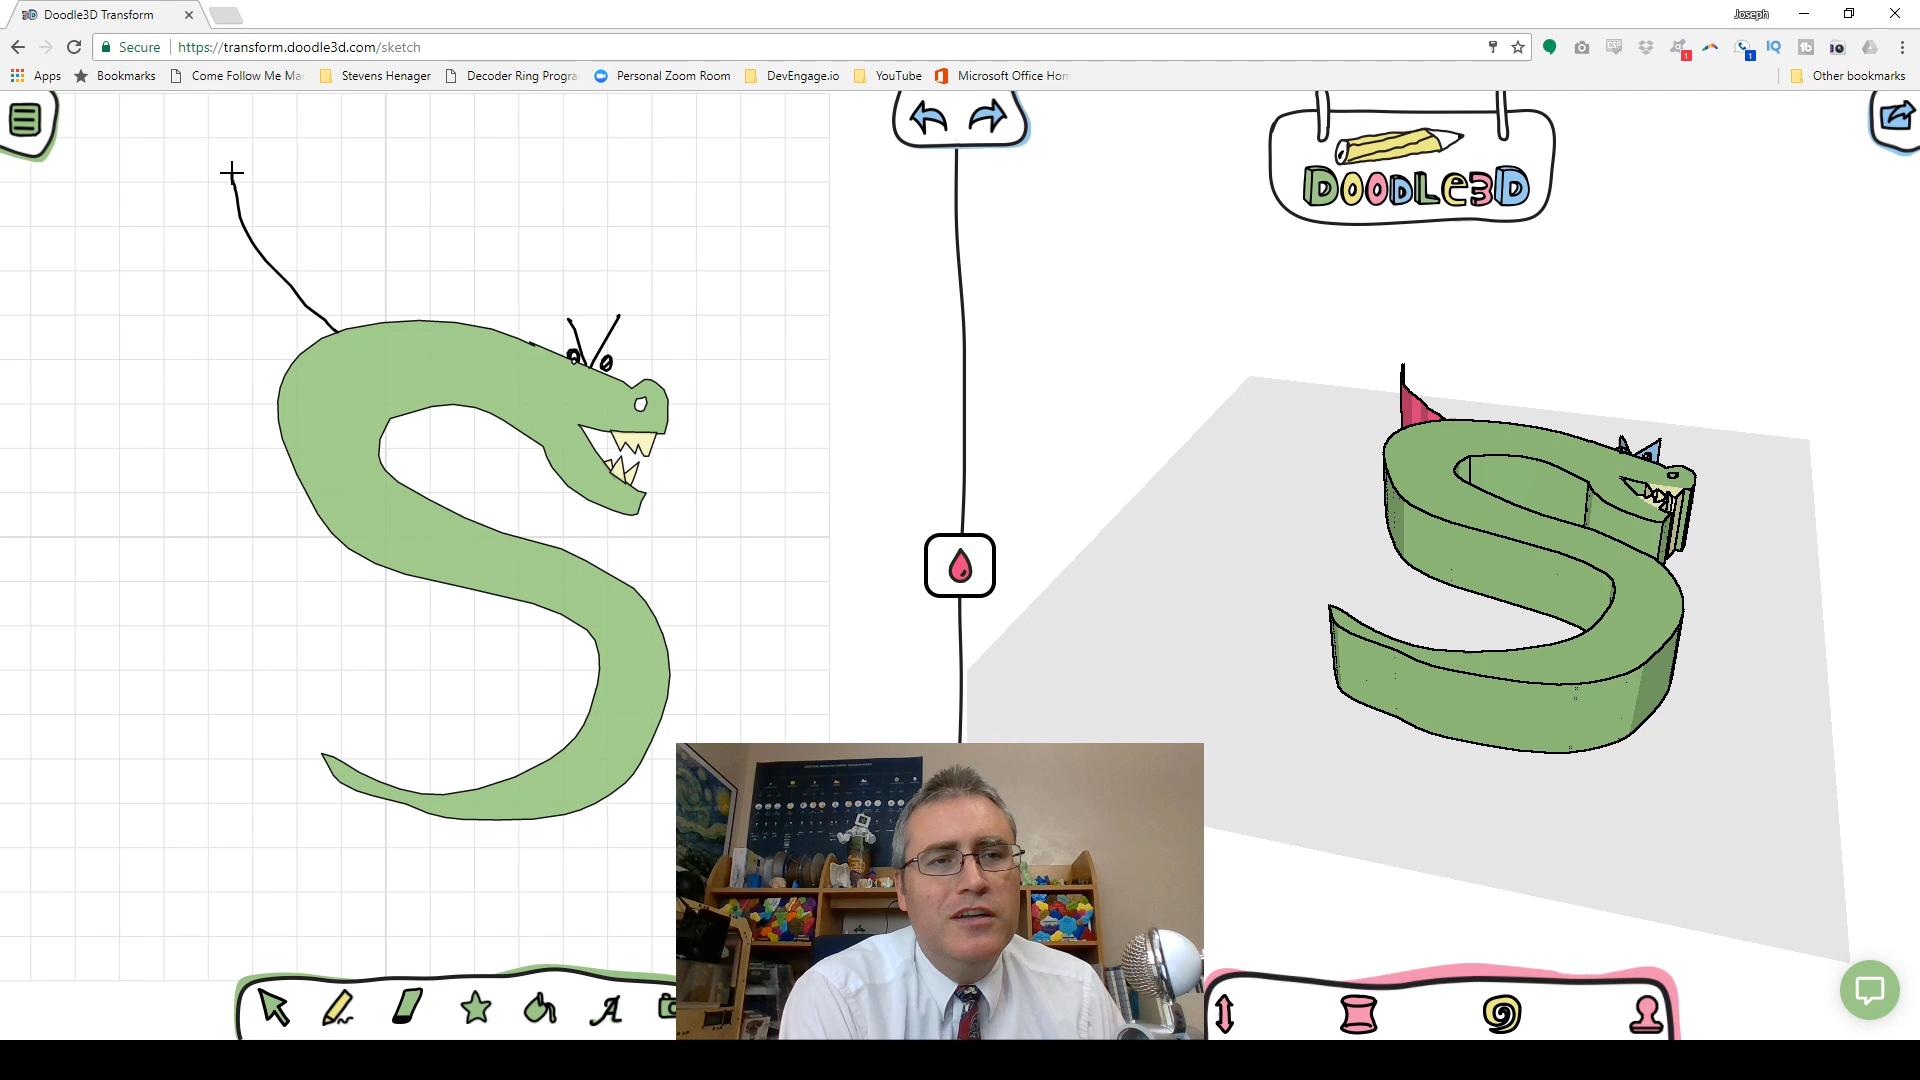 Doodle3D Transform
Joseph
Secure https://transform.doodle3d.com/sketch
Apps Bookmarks Come Follow Me Ma Stevens Henager Decoder Ring Progra Personal Zoom Room DevEngage.io YouTube Microsoft Office Hom Other bookmarks
DOODLE3D